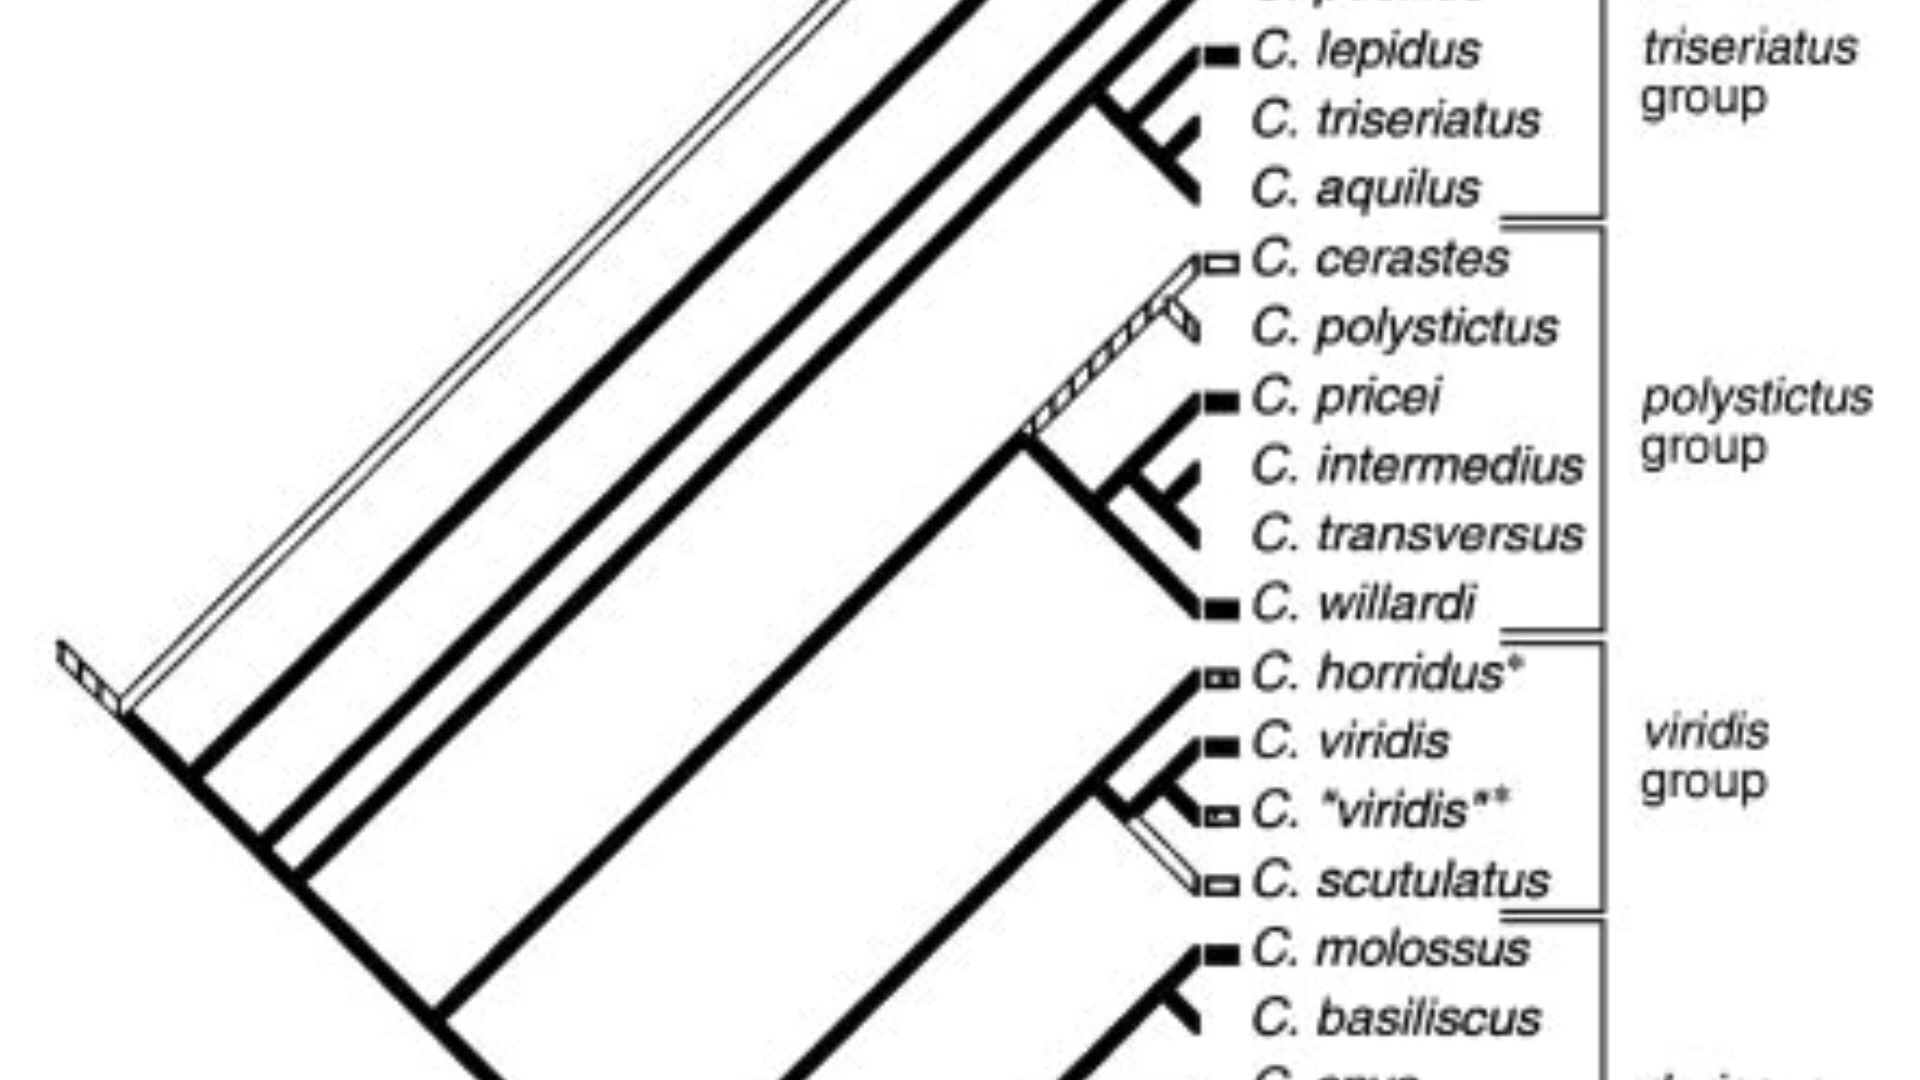 C. lepidus
C. triseriatus
C. aquilus
triseriatus
group
C. cerastes
C. polystictus
C. pricei
C. intermedius
C. transversus
C. willardi
polystictus
group
C. horridus*
C. viridis
C. "viridis"*
C. scutulatus
viridis
group
C. molossus
C. basiliscus